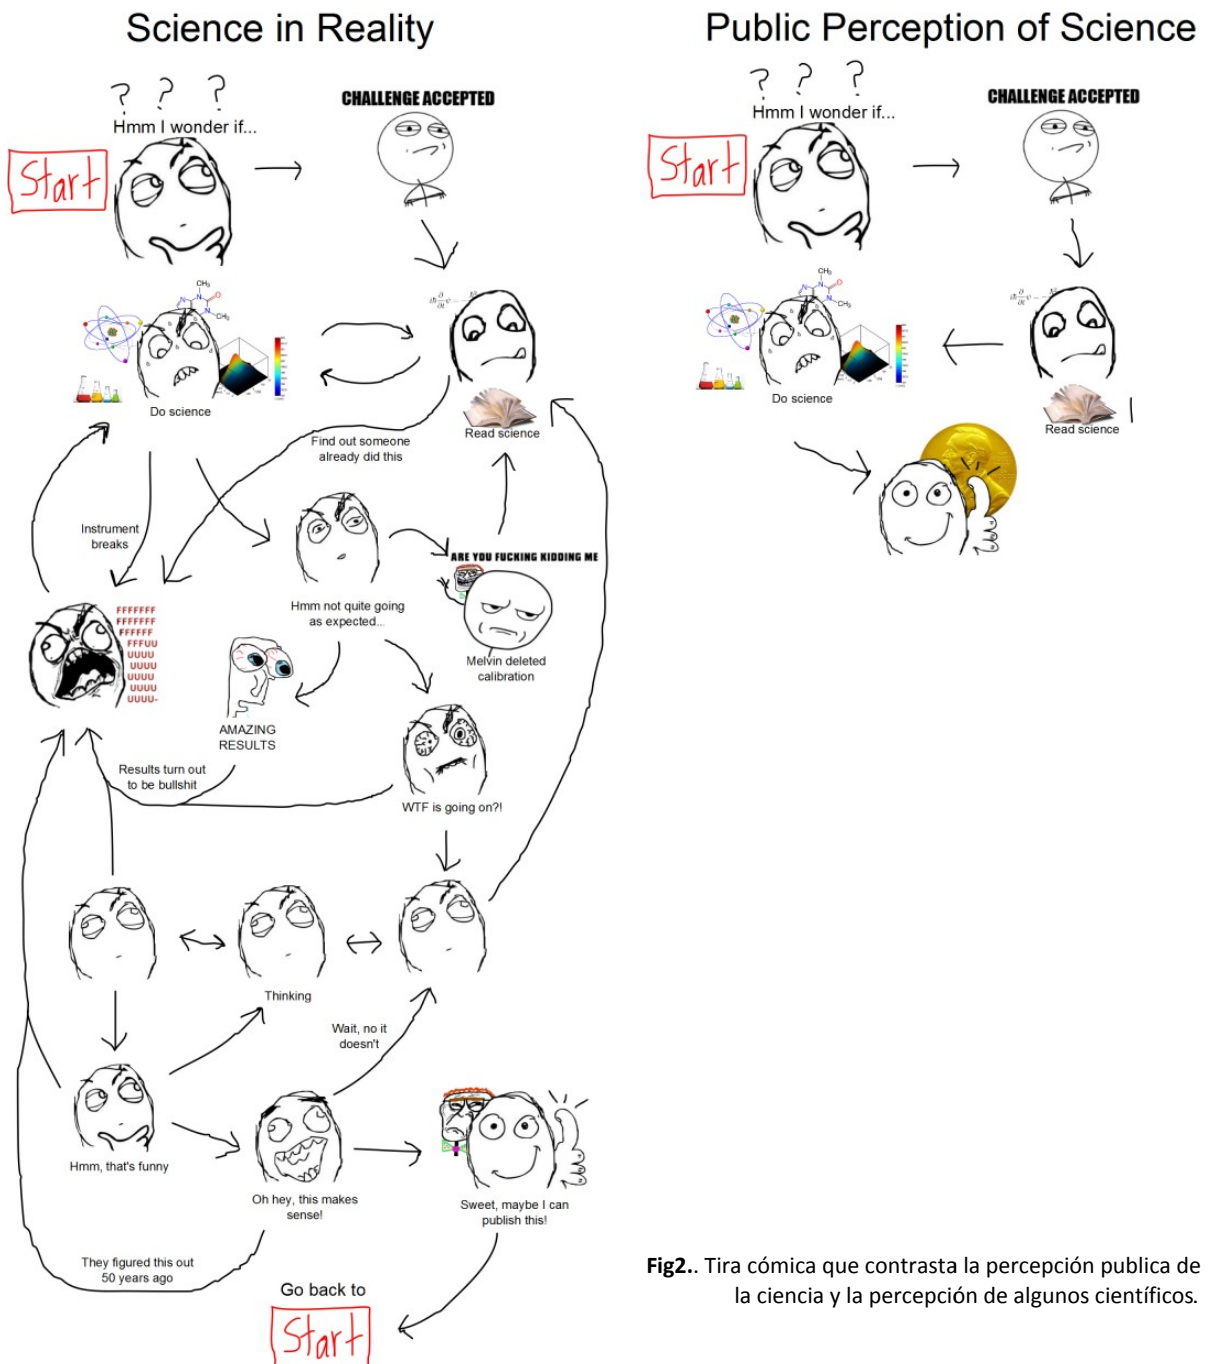 Science in Reality
? ? ?
Hmm I wonder if...
Start
CHALLENGE ACCEPTED
CH₃
N
N
O
N
CH₃
Do science
Read science
Find out someone
already did this
Instrument
breaks
Hmm not quite going
as expected...
ARE YOU FUCKING KIDDING ME
Melvin deleted
calibration
FFFFFFF
FFFFFFF
FFFFFF
FFFUU
UUUU
UUUU
UUUU
UUUU
UUUU-
AMAZING
RESULTS
Results turn out
to be bullshit
WTF is going on?!
Thinking
Wait, no it
doesn't
Hmm, that's funny
Oh hey, this makes
sense!
Sweet, maybe I can
publish this!
They figured this out
50 years ago
Go back to
Start
Public Perception of Science
? ? ?
Hmm I wonder if...
Start
CHALLENGE ACCEPTED
CH₃
N
N
O
N
CH₃
Do science
Read science
Fig2.. Tira cómica que contrasta la percepción publica de
la ciencia y la percepción de algunos científicos.